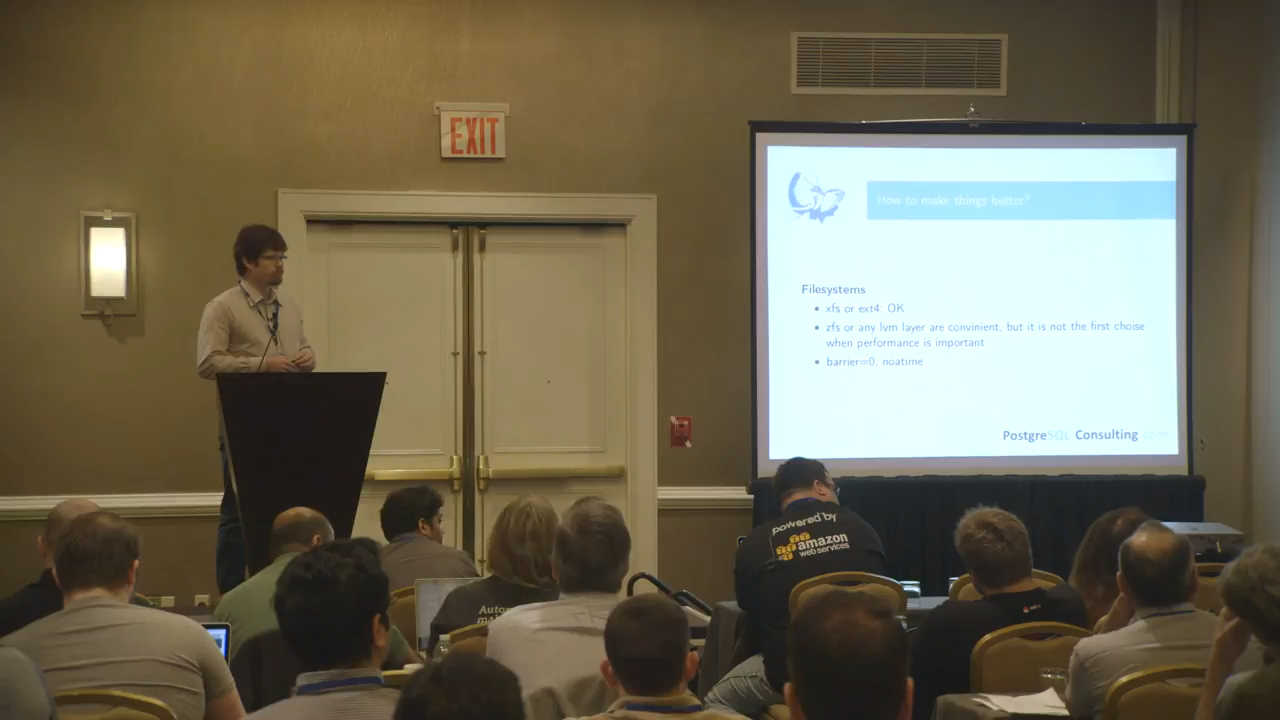 EXIT
How to make things better?
Filesystems
xfs or ext4. OK
zfs or any lvm layer are convinient, but it is not the first choise
when performance is important
barrier=0, noatime
PostgreSQL Consulting.com
powered by
amazon
web services